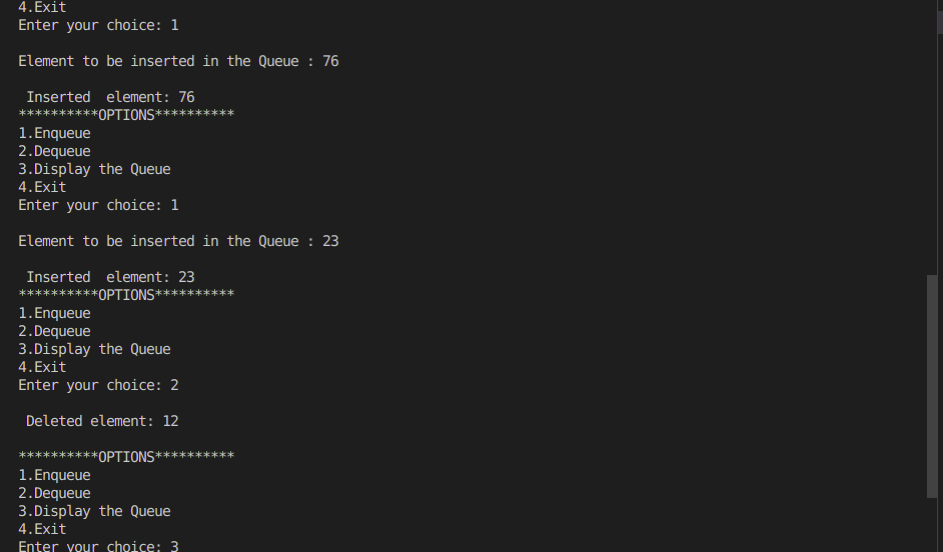 4.Exit
Enter your choice: 1
Element to be inserted in the Queue : 76
Inserted  element: 76
**********OPTIONS**********
1.Enqueue
2.Dequeue
3.Display the Queue
4.Exit
Enter your choice: 1
Element to be inserted in the Queue : 23
Inserted  element: 23
**********OPTIONS**********
1.Enqueue
2.Dequeue
3.Display the Queue
4.Exit
Enter your choice: 2
Deleted element: 12
**********OPTIONS**********
1.Enqueue
2.Dequeue
3.Display the Queue
4.Exit
Enter your choice: 3